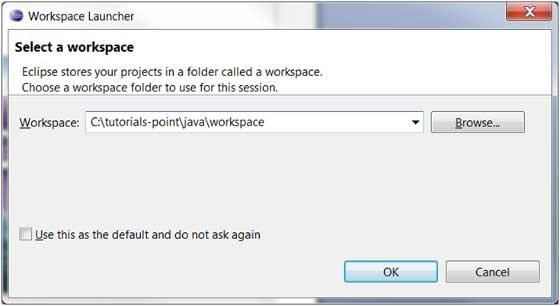 Workspace Launcher
Select a workspace
Eclipse stores your projects in a folder called a workspace.
Choose a workspace folder to use for this session.
Workspace: C:\tutorials-point\java\workspace Browse...
Use this as the default and do not ask again
OK Cancel